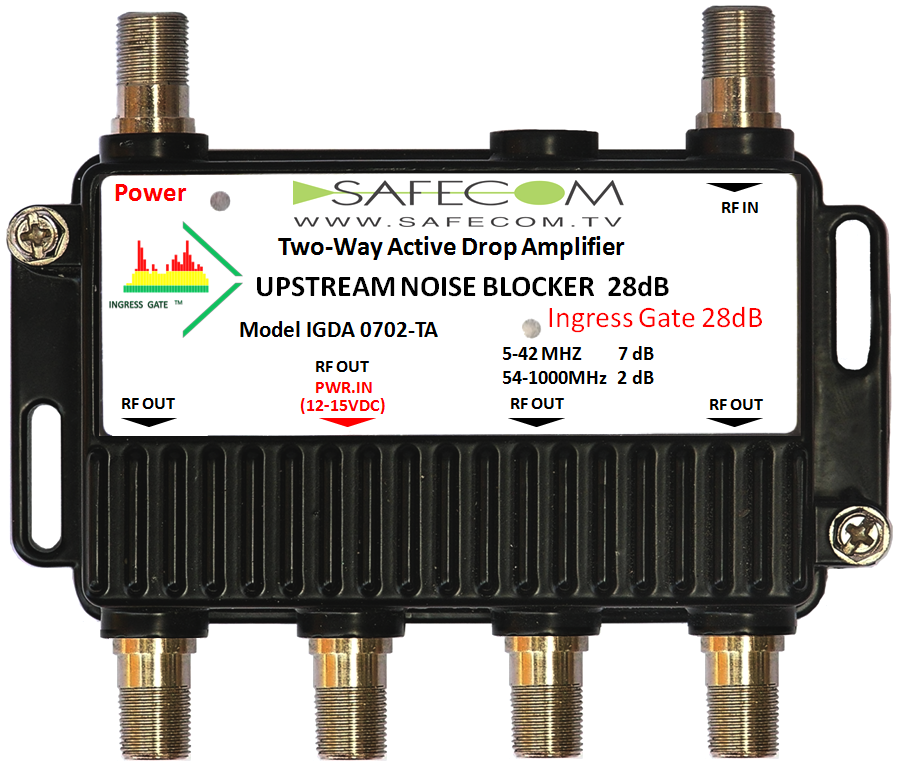 Power
SAFECOM
WWW.SAFECOM.TV
RF IN
Two-Way Active Drop Amplifier
UPSTREAM NOISE BLOCKER 28dB
INGRESS GATE ™
Ingress Gate 28dB
Model IGDA 0702-TA
5-42 MHZ 7 dB
54-1000MHz 2 dB
RF OUT
RF OUT
PWR.IN
(12-15VDC)
RF OUT
RF OUT